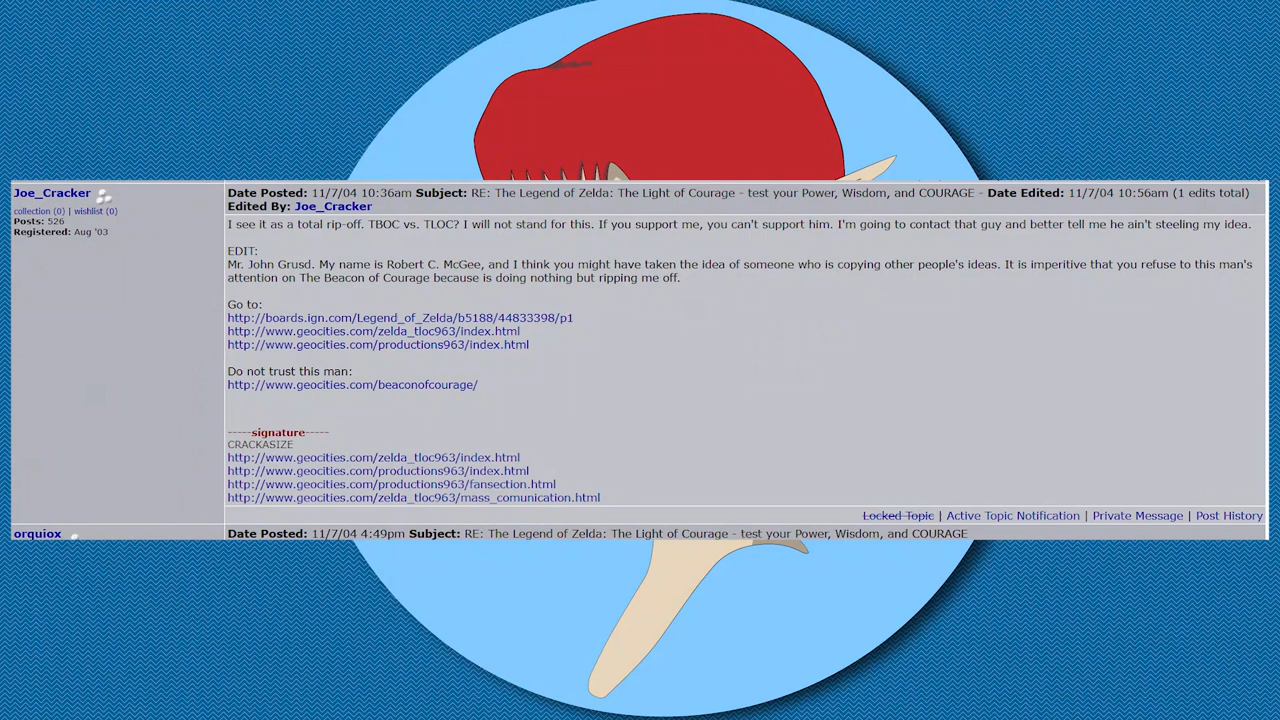 Joe_Cracker
collection (0) | wishlist (0)
Posts: 526
Registered: Aug '03
Date Posted: 11/7/04 10:36am Subject: RE: The Legend of Zelda: The Light of Courage - test your Power, Wisdom, and COURAGE - Date Edited: 11/7/04 10:56am (1 edits total)
Edited By: Joe_Cracker
I see it as a total rip-off. TBOC vs. TLOC? I will not stand for this. If you support me, you can't support him. I'm going to contact that guy and better tell me he ain't steeling my idea.
EDIT:
Mr. John Grusd. My name is Robert C. McGee, and I think you might have taken the idea of someone who is copying other people's ideas. It is imperitive that you refuse to this man's
attention on The Beacon of Courage because is doing nothing but ripping me off.
Go to:
http://boards.ign.com/Legend_of_Zelda/b5188/44833398/p1
http://www.geocities.com/zelda_tloc963/index.html
http://www.geocities.com/productions963/index.html
Do not trust this man:
http://www.geocities.com/beaconofcourage/
-----signature-----
CRACKASIZE
http://www.geocities.com/zelda_tloc963/index.html
http://www.geocities.com/productions963/index.html
http://www.geocities.com/productions963/fansection.html
http://www.geocities.com/zelda_tloc963/mass_comunication.html
Locked Topic | Active Topic Notification | Private Message | Post History
orquiox
Date Posted: 11/7/04 4:49pm Subject: RE: The Legend of Zelda: The Light of Courage - test your Power, Wisdom, and COURAGE